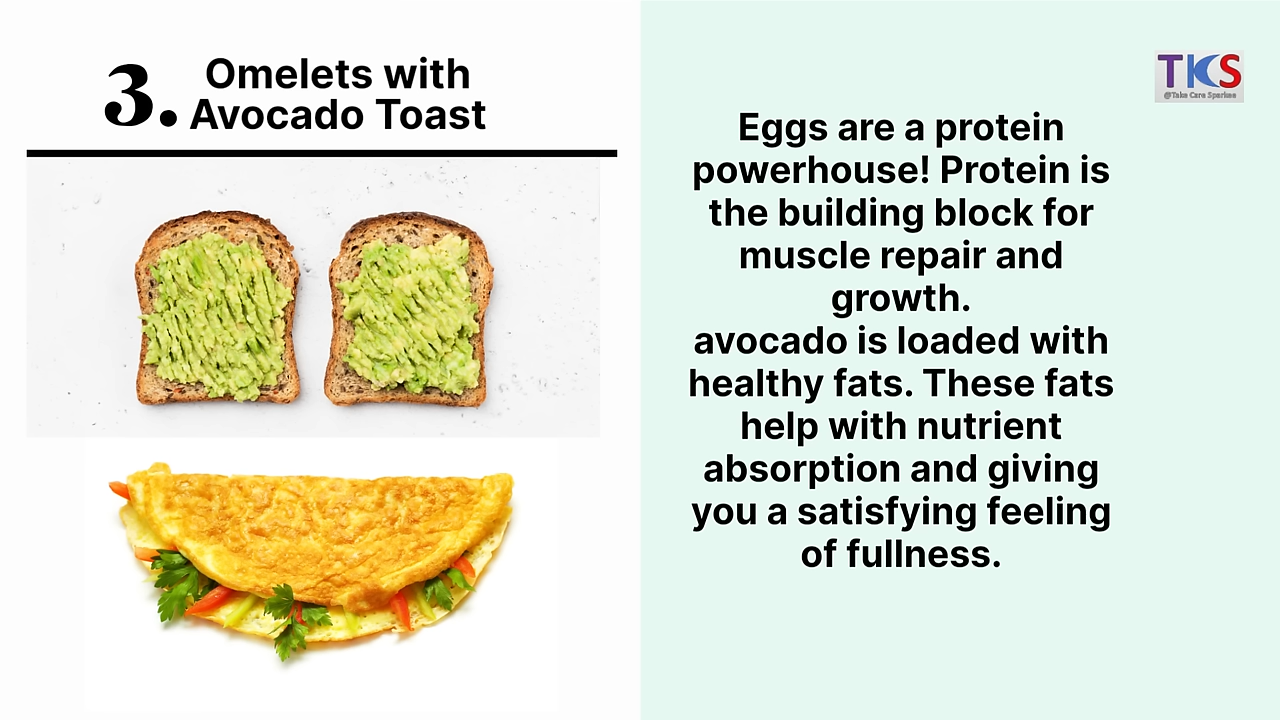 3.
Omelets with
Avocado Toast
TKS
@Take Care Sparkes
Eggs are a protein
powerhouse! Protein is
the building block for
muscle repair and
growth.
avocado is loaded with
healthy fats. These fats
help with nutrient
absorption and giving
you a satisfying feeling
of fullness.